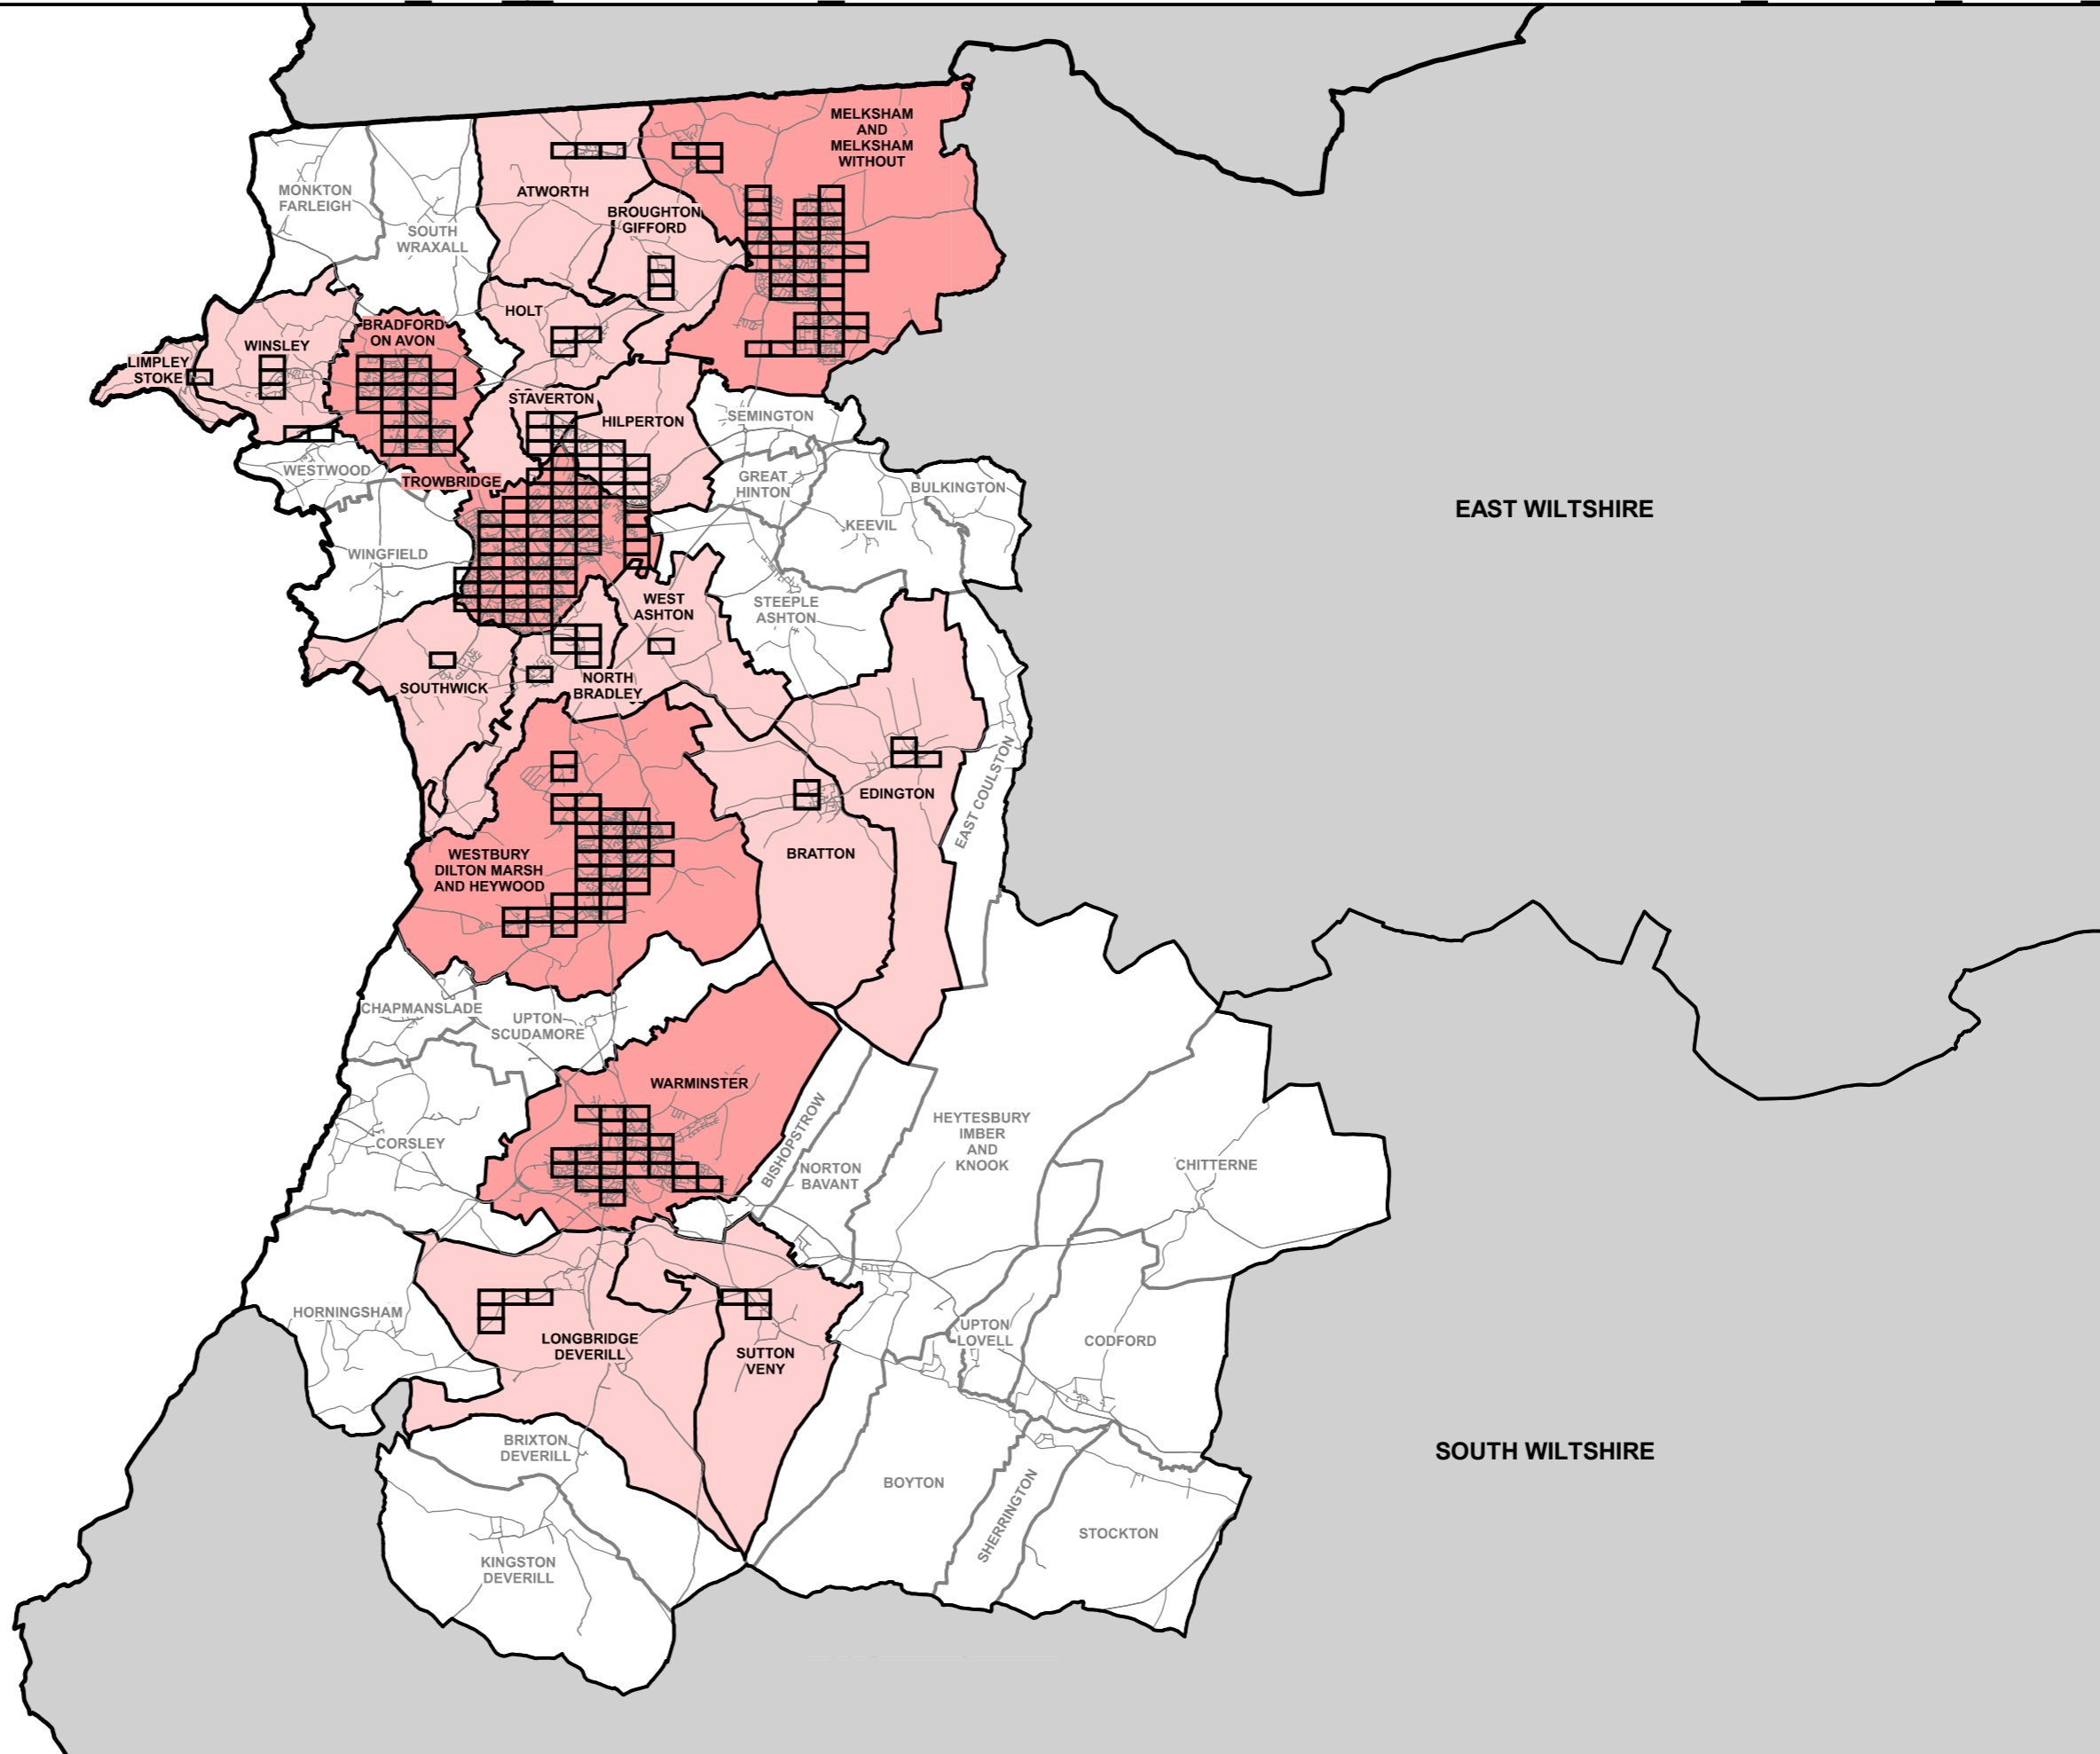 MELKSHAM
AND
MELKSHAM
WITHOUT
MONKTON
FARLEIGH
ATWORTH
BROUGHTON
GIFFORD
SOUTH
WRAXALL
HOLT
BRADFORD
ON AVON
WINSLEY
LIMPLEY
STOKE
STAVERTON
HILPERTON
SEMINGTON
WESTWOOD
TROWBRIDGE
GREAT
HINTON
BULKINGTON
EAST WILTSHIRE
KEEVIL
WINGFIELD
WEST
ASHTON
STEEPLE
ASHTON
SOUTHWICK
NORTH
BRADLEY
EDINGTON
EAST COULSTON
BRATTON
WESTBURY
DILTON MARSH
AND HEYWOOD
CHAPMANSLADE
UPTON
SCUDAMORE
WARMINSTER
BISHOPSTROW
HEYTESBURY
IMBER
AND
KNOOK
CORSLEY
NORTON
BAVANT
CHITTERNE
HORNINGSHAM
LONGBRIDGE
DEVERILL
SUTTON
VENY
UPTON
LOVELL
CODFORD
BRIXTON
DEVERILL
SOUTH WILTSHIRE
BOYTON
SHERRINGTON
STOCKTON
KINGSTON
DEVERILL